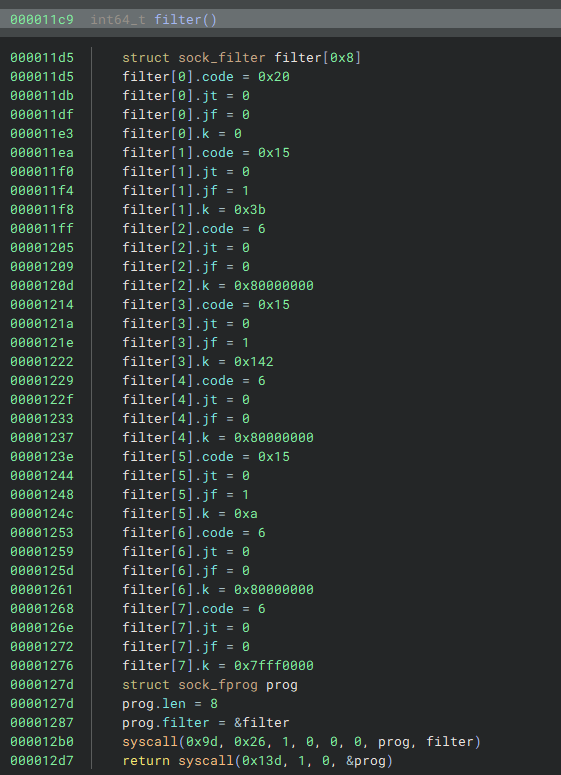 000011c9 int64_t filter()
000011d5 struct sock_filter filter[0x8]
000011d5 filter[0].code = 0x20
000011db filter[0].jt = 0
000011df filter[0].jf = 0
000011e3 filter[0].k = 0
000011ea filter[1].code = 0x15
000011f0 filter[1].jt = 0
000011f4 filter[1].jf = 1
000011f8 filter[1].k = 0x3b
000011ff filter[2].code = 6
00001205 filter[2].jt = 0
00001209 filter[2].jf = 0
0000120d filter[2].k = 0x80000000
00001214 filter[3].code = 0x15
0000121a filter[3].jt = 0
0000121e filter[3].jf = 1
00001222 filter[3].k = 0x142
00001229 filter[4].code = 6
0000122f filter[4].jt = 0
00001233 filter[4].jf = 0
00001237 filter[4].k = 0x80000000
0000123e filter[5].code = 0x15
00001244 filter[5].jt = 0
00001248 filter[5].jf = 1
0000124c filter[5].k = 0xa
00001253 filter[6].code = 6
00001259 filter[6].jt = 0
0000125d filter[6].jf = 0
00001261 filter[6].k = 0x80000000
00001268 filter[7].code = 6
0000126e filter[7].jt = 0
00001272 filter[7].jf = 0
00001276 filter[7].k = 0x7fff0000
0000127d struct sock_fprog prog
0000127d prog.len = 8
00001287 prog.filter = &filter
000012b0 syscall(0x9d, 0x26, 1, 0, 0, 0, prog, filter)
000012d7 return syscall(0x13d, 1, 0, &prog)